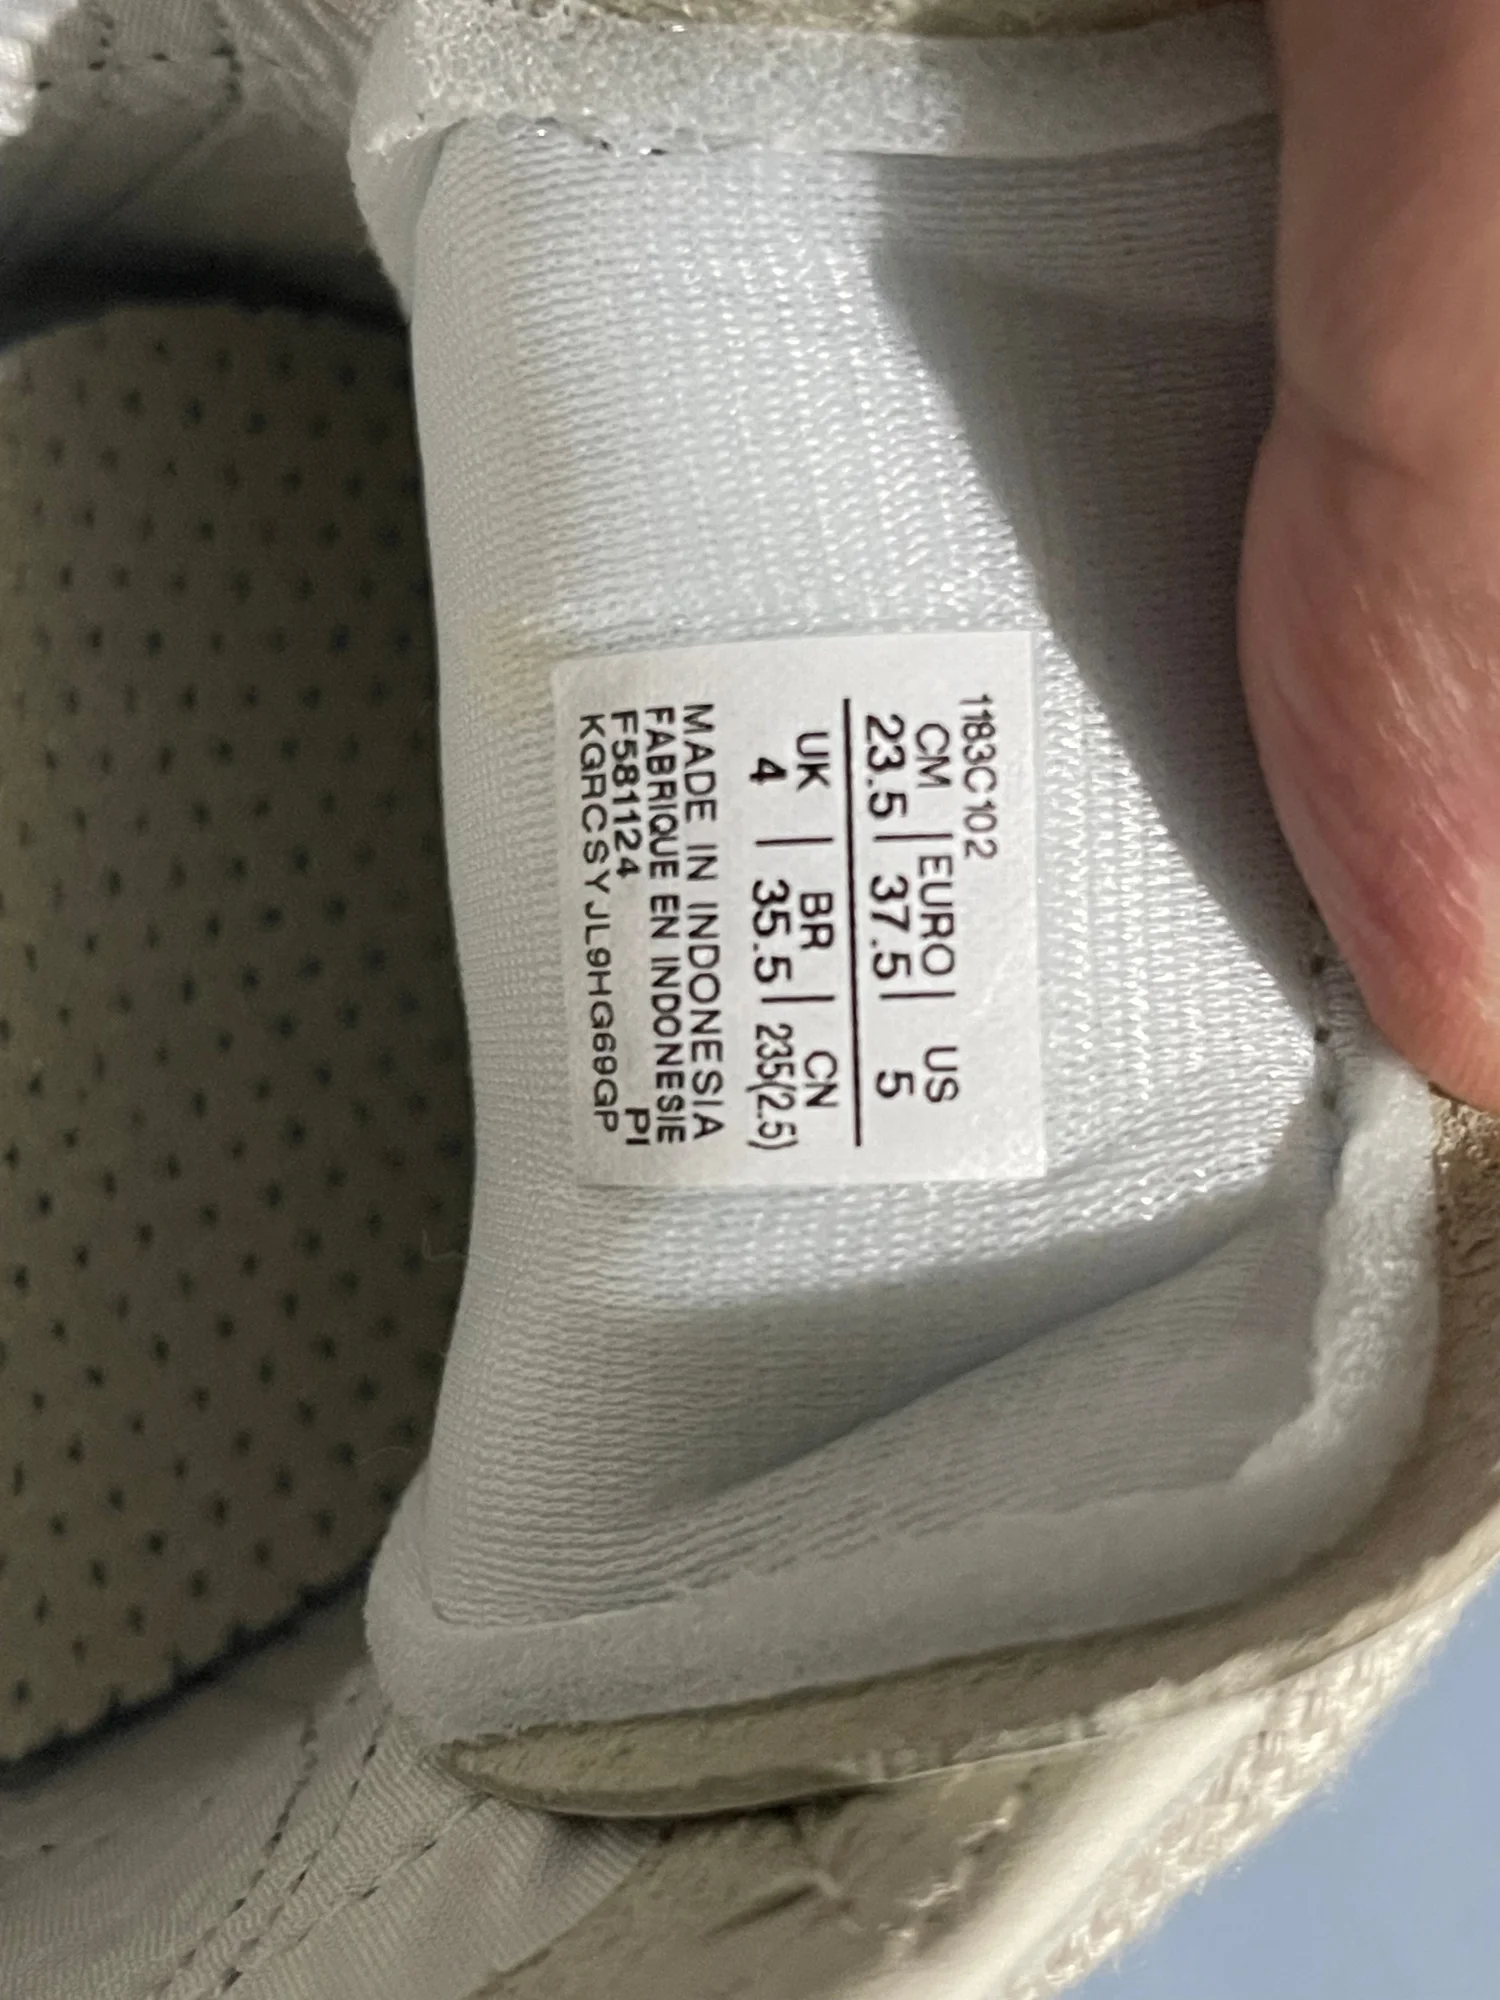 1183C102
CM | EURO | US
23.5 | 37.5 | 5
UK | BR | CN
4 | 35.5 | 235(2.5)
MADE IN INDONESIA
FABRIQUE EN INDONESIE
F581124 PI
KGRCSYJL9HG69GP